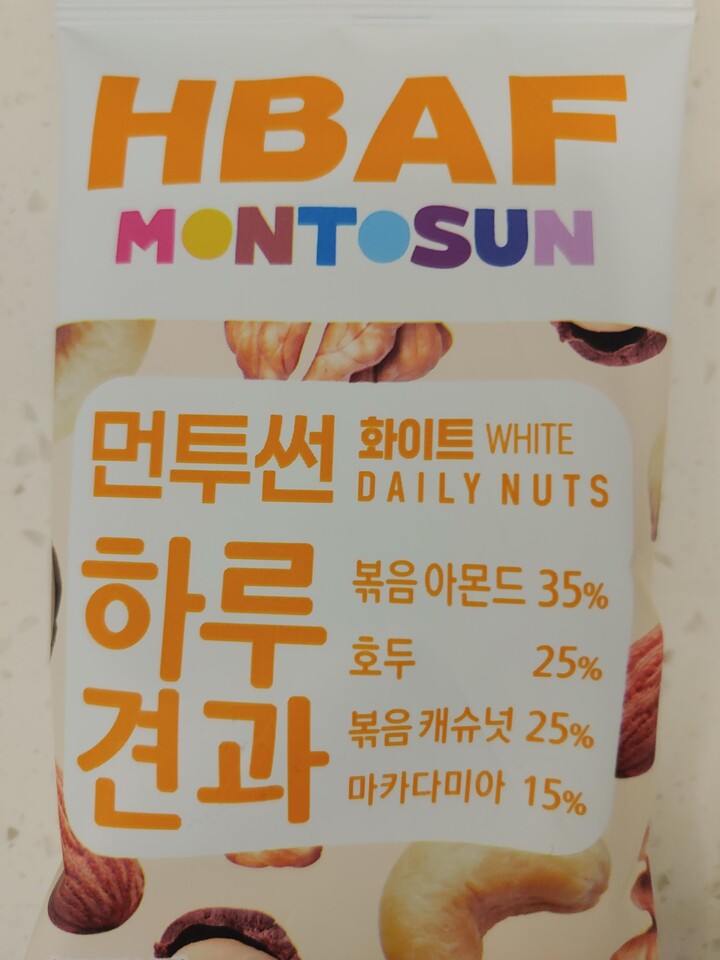 HBAF
MONTOSUN
먼투썬
화이트 WHITE
DAILY NUTS
하루
견과
볶음 아몬드 35%
호두 25%
볶음 캐슈넛 25%
마카다미아 15%